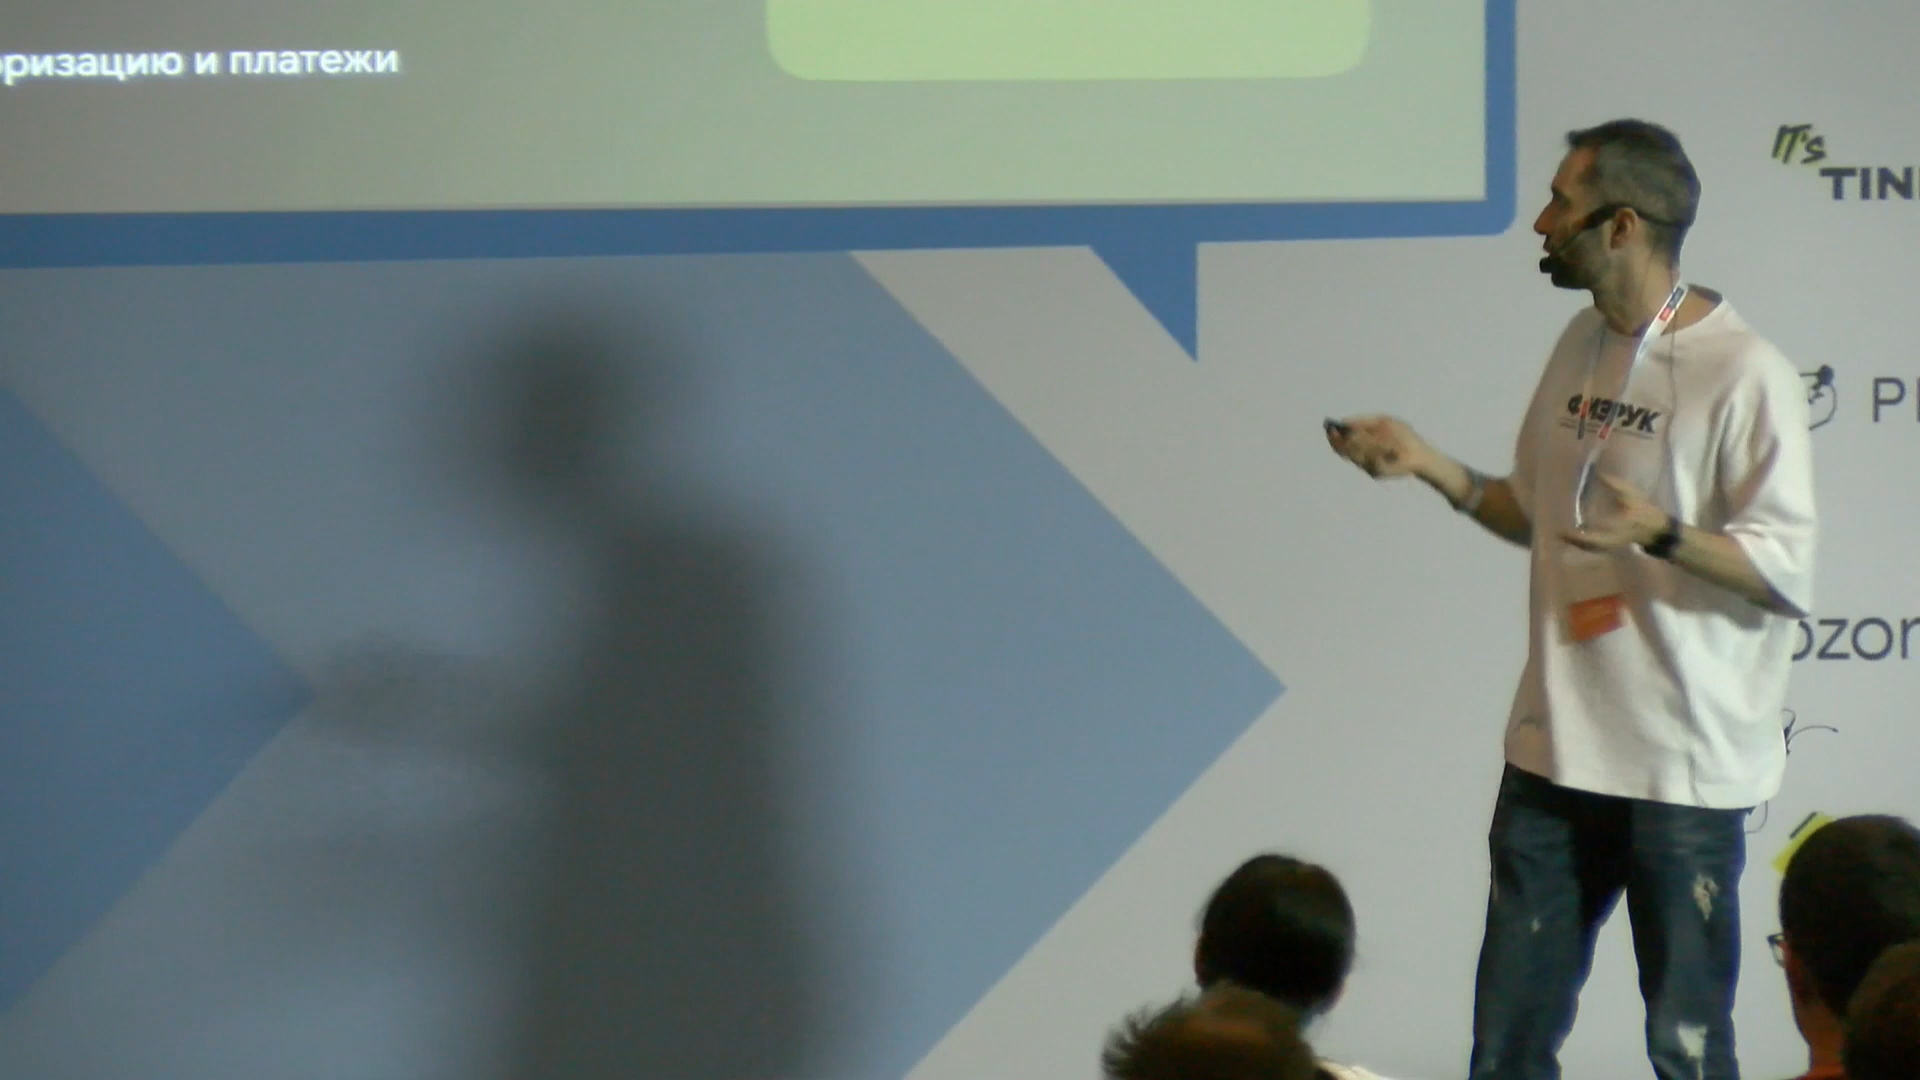 оризацию и платежи
IT's
TIN
P
ozon
ФИЗРУК